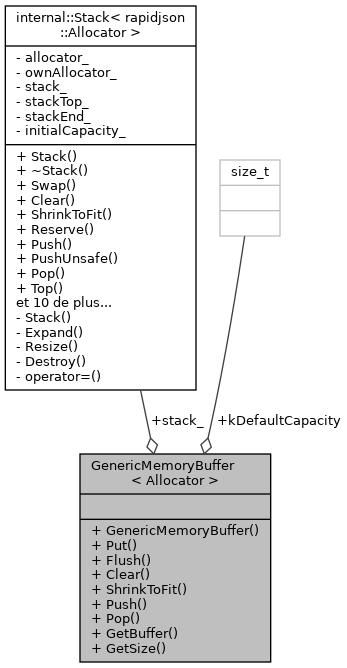 internal::Stack< rapidjson
::Allocator >
- allocator_
- ownAllocator_
- stack_
- stackTop_
- stackEnd_
- initialCapacity_
+ Stack()
+ ~Stack()
+ Swap()
+ Clear()
+ ShrinkToFit()
+ Reserve()
+ Push()
+ PushUnsafe()
+ Pop()
+ Top()
et 10 de plus...
- Stack()
- Expand()
- Resize()
- Destroy()
- operator=()
size_t
+stack_
+kDefaultCapacity
GenericMemoryBuffer
< Allocator >
+ GenericMemoryBuffer()
+ Put()
+ Flush()
+ Clear()
+ ShrinkToFit()
+ Push()
+ Pop()
+ GetBuffer()
+ GetSize()